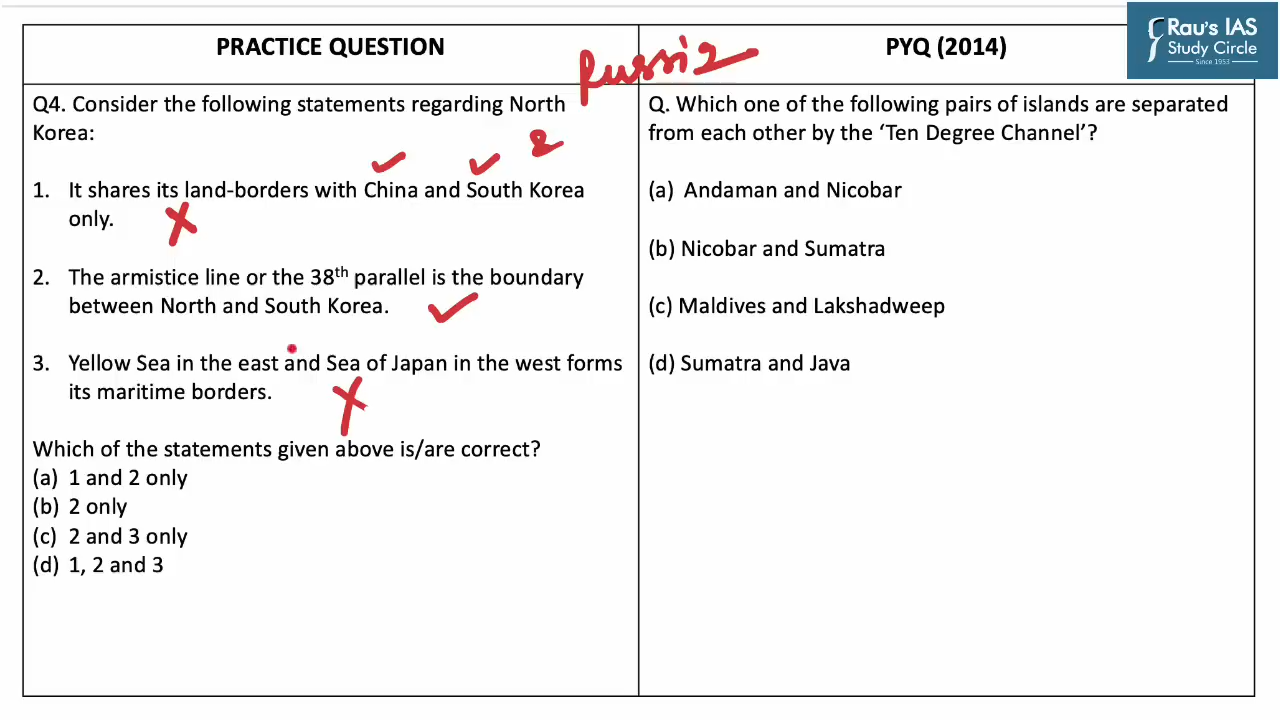 Rau's IAS
Study Circle
Since 1953
PRACTICE QUESTION
Russia
&
Q4. Consider the following statements regarding North
Korea:
1. It shares its land-borders with China and South Korea
only.
2. The armistice line or the 38th parallel is the boundary
between North and South Korea.
3. Yellow Sea in the east and Sea of Japan in the west forms
its maritime borders.
Which of the statements given above is/are correct?
(a) 1 and 2 only
(b) 2 only
(c) 2 and 3 only
(d) 1, 2 and 3
PYQ (2014)
Q. Which one of the following pairs of islands are separated
from each other by the ‘Ten Degree Channel’?
(a) Andaman and Nicobar
(b) Nicobar and Sumatra
(c) Maldives and Lakshadweep
(d) Sumatra and Java